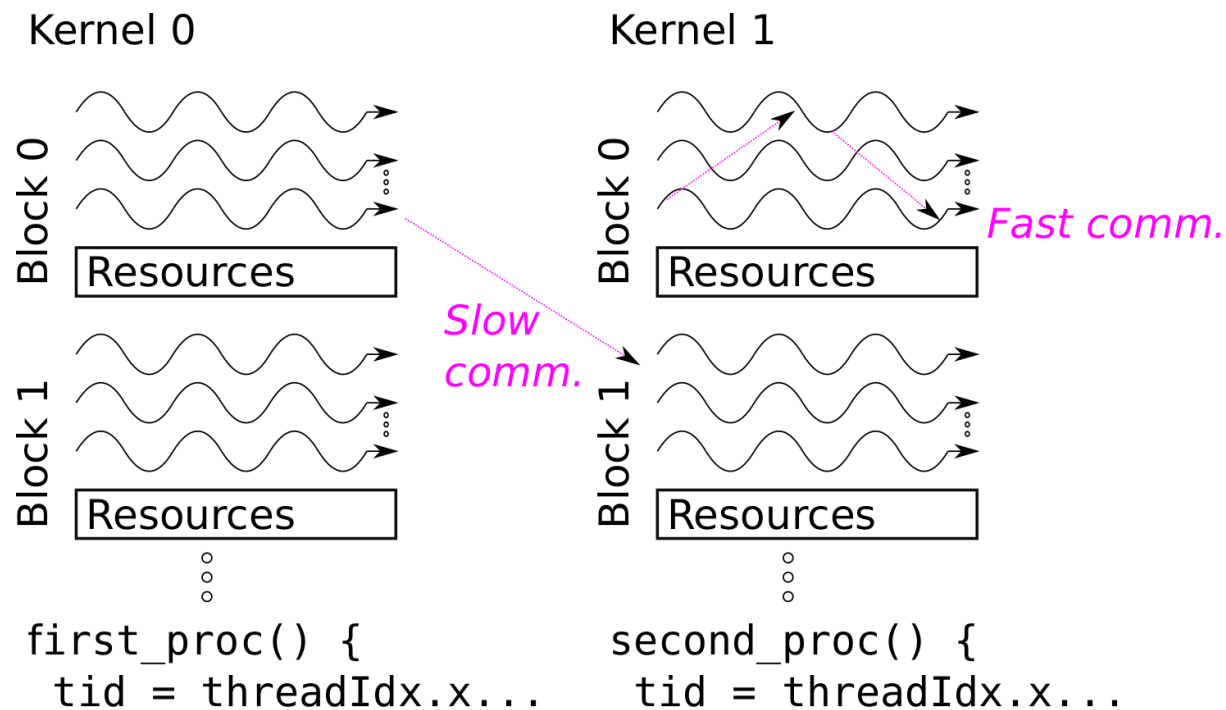 Kernel 0
Block 0
Resources
Block 1
Resources
first_proc() {
tid = threadIdx.x...
Slow
comm.
Kernel 1
Block 0
Fast comm.
Resources
Block 1
Resources
second_proc() {
tid = threadIdx.x...